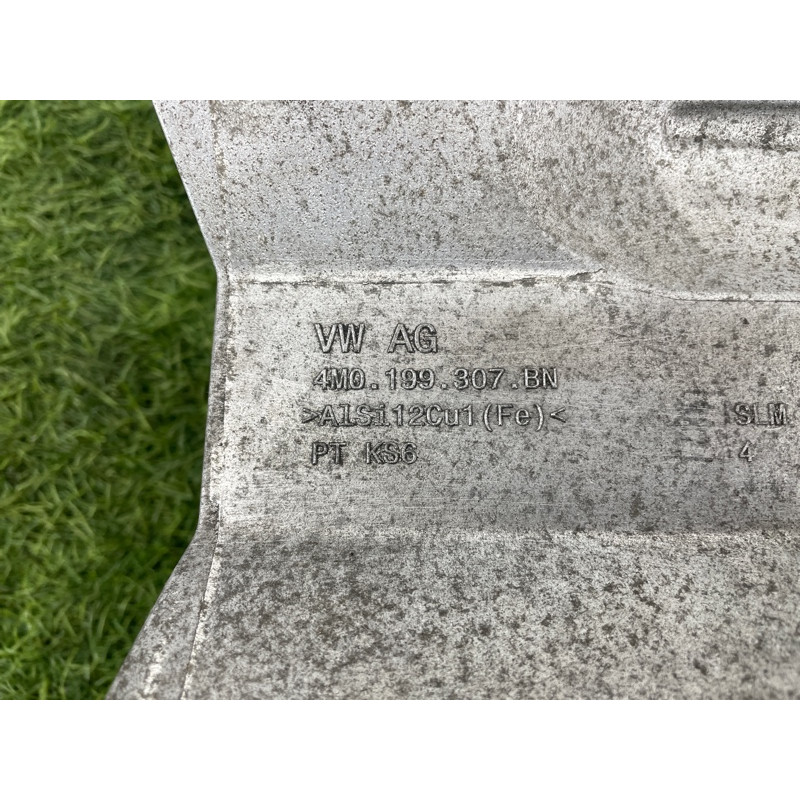 VW AG
4M0.199.307.BN
>AlSi12Cu1(Fe)< SLM
PT KS6 4